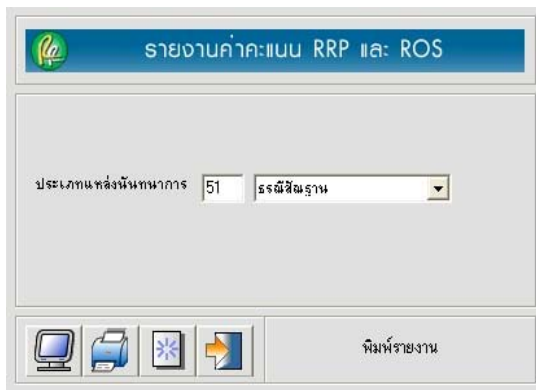 รายงานค่าคะแนน RRP และ ROS
ประเภทแหล่งนันทนาการ 51 ธรณีสัณฐาน
พิมพ์รายงาน